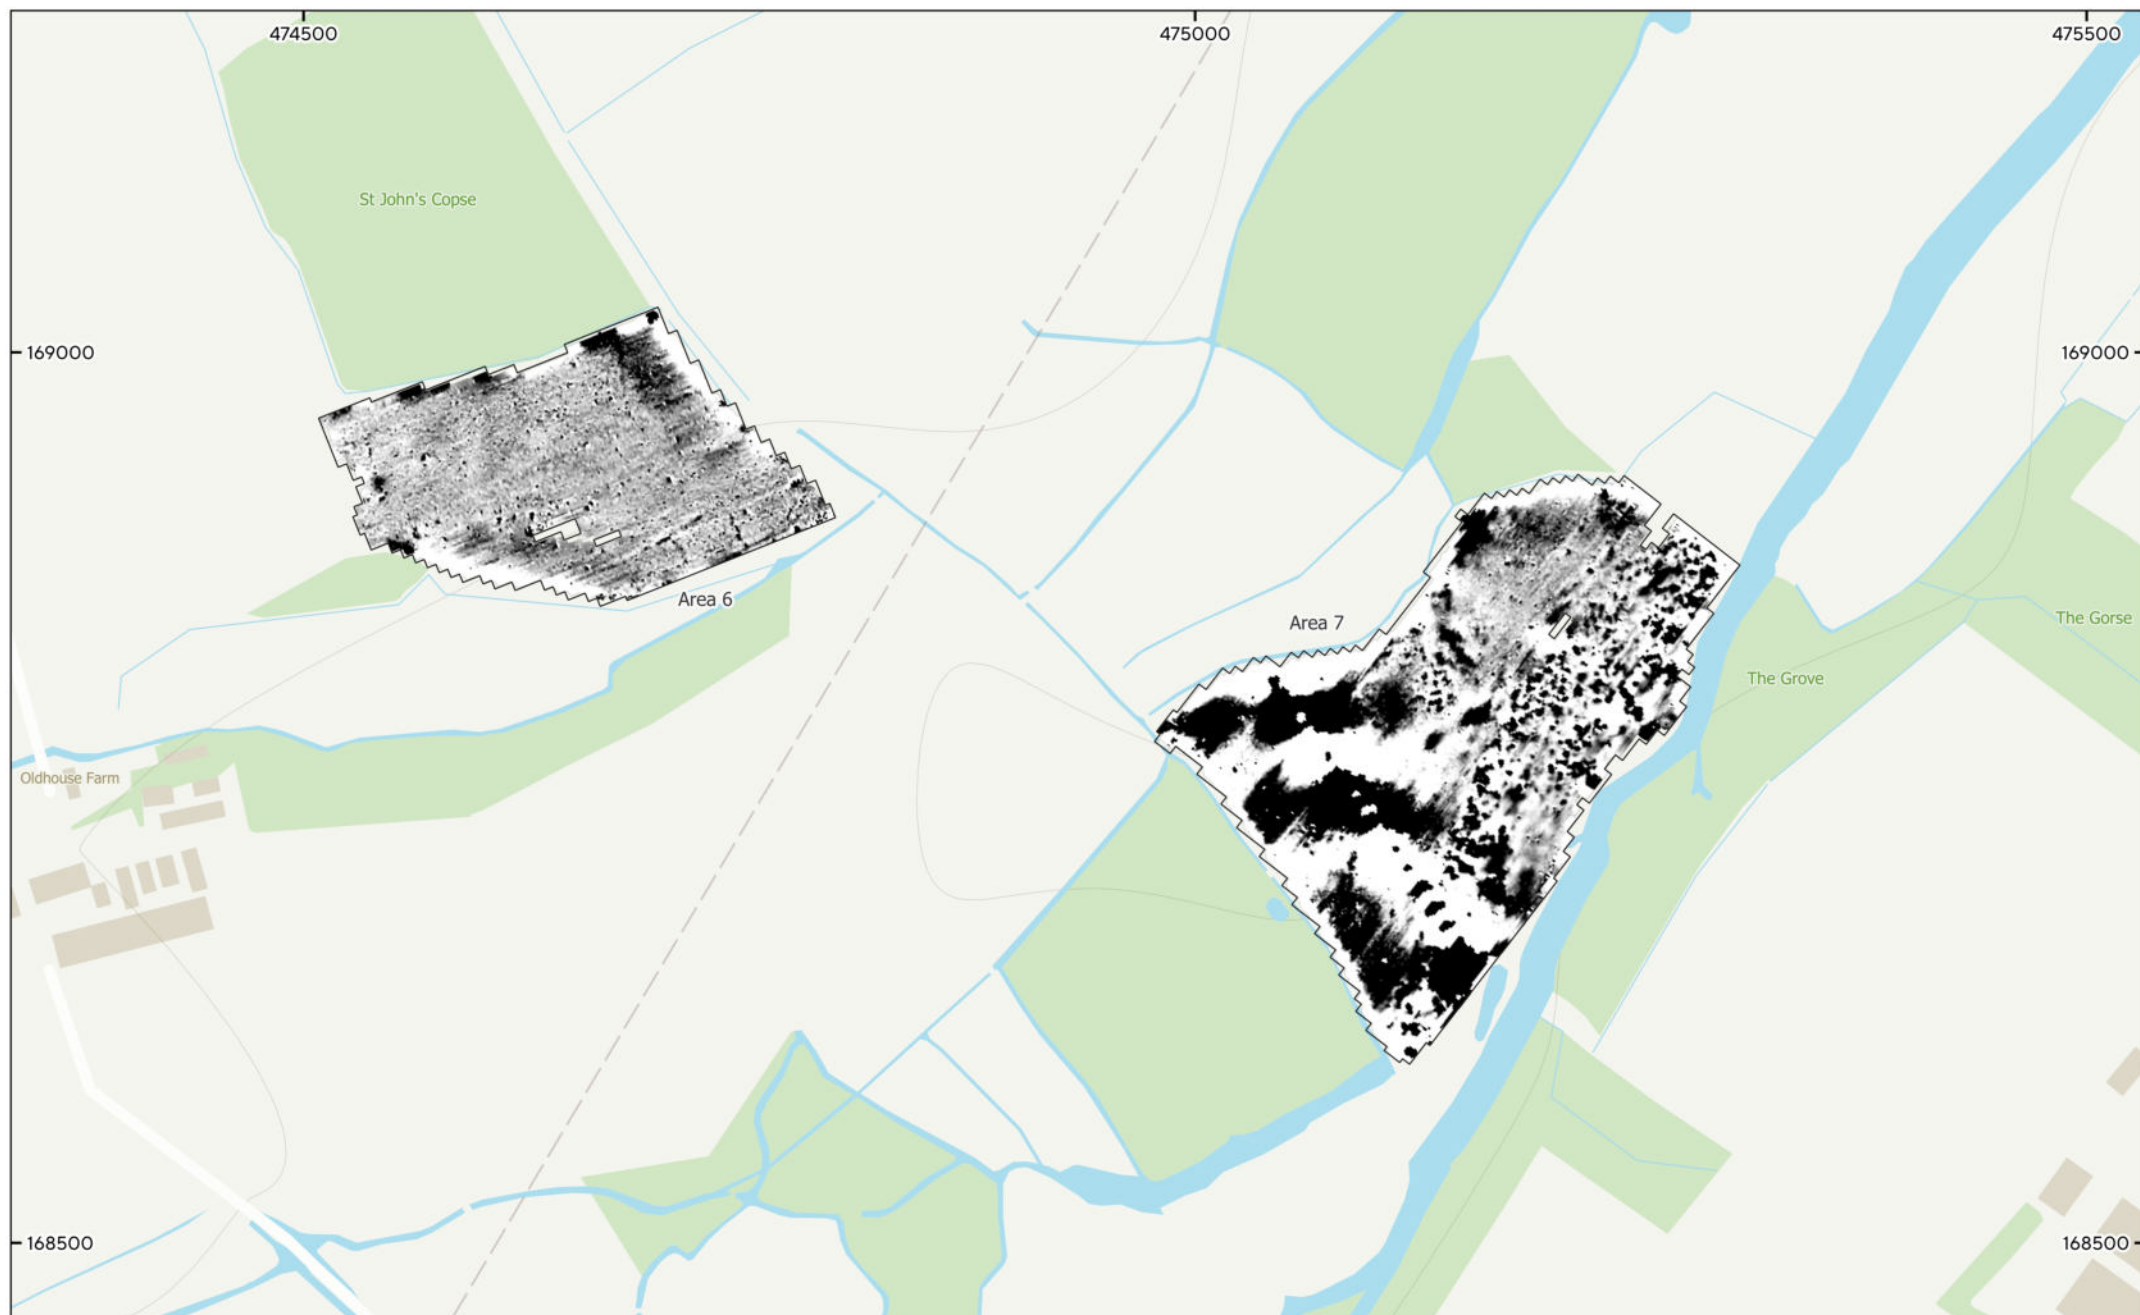 474500
475000
475500
St John's Copse
169000
169000
Area 6
Area 7
The Gorse
The Grove
Oldhouse Farm
168500
168500